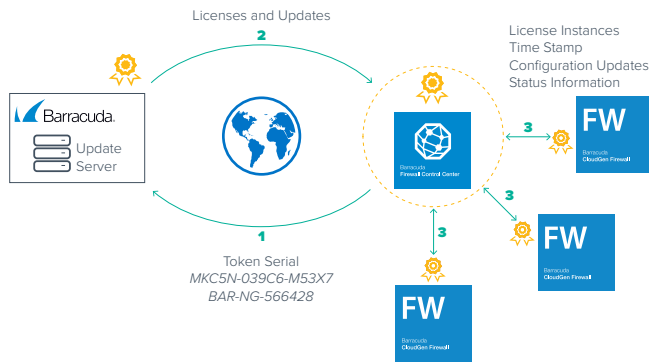 Licenses and Updates
2
License Instances
Time Stamp
Configuration Updates
Status Information
Barracuda
Update
Server
Barracuda
Firewall Control Center
3
FW
Barracuda
CloudGen Firewall
3
FW
Barracuda
CloudGen Firewall
3
FW
Barracuda
CloudGen Firewall
1
Token Serial
MKC5N-039C6-M53X7
BAR-NG-566428